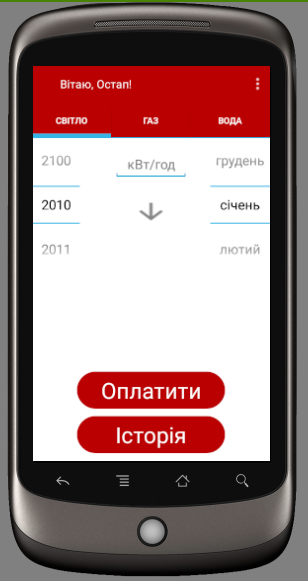 Вітаю, Остап!
СВІТЛО ГАЗ ВОДА
2100 кВт/год грудень
2010 січень
2011 лютий
Оплатити
Історія